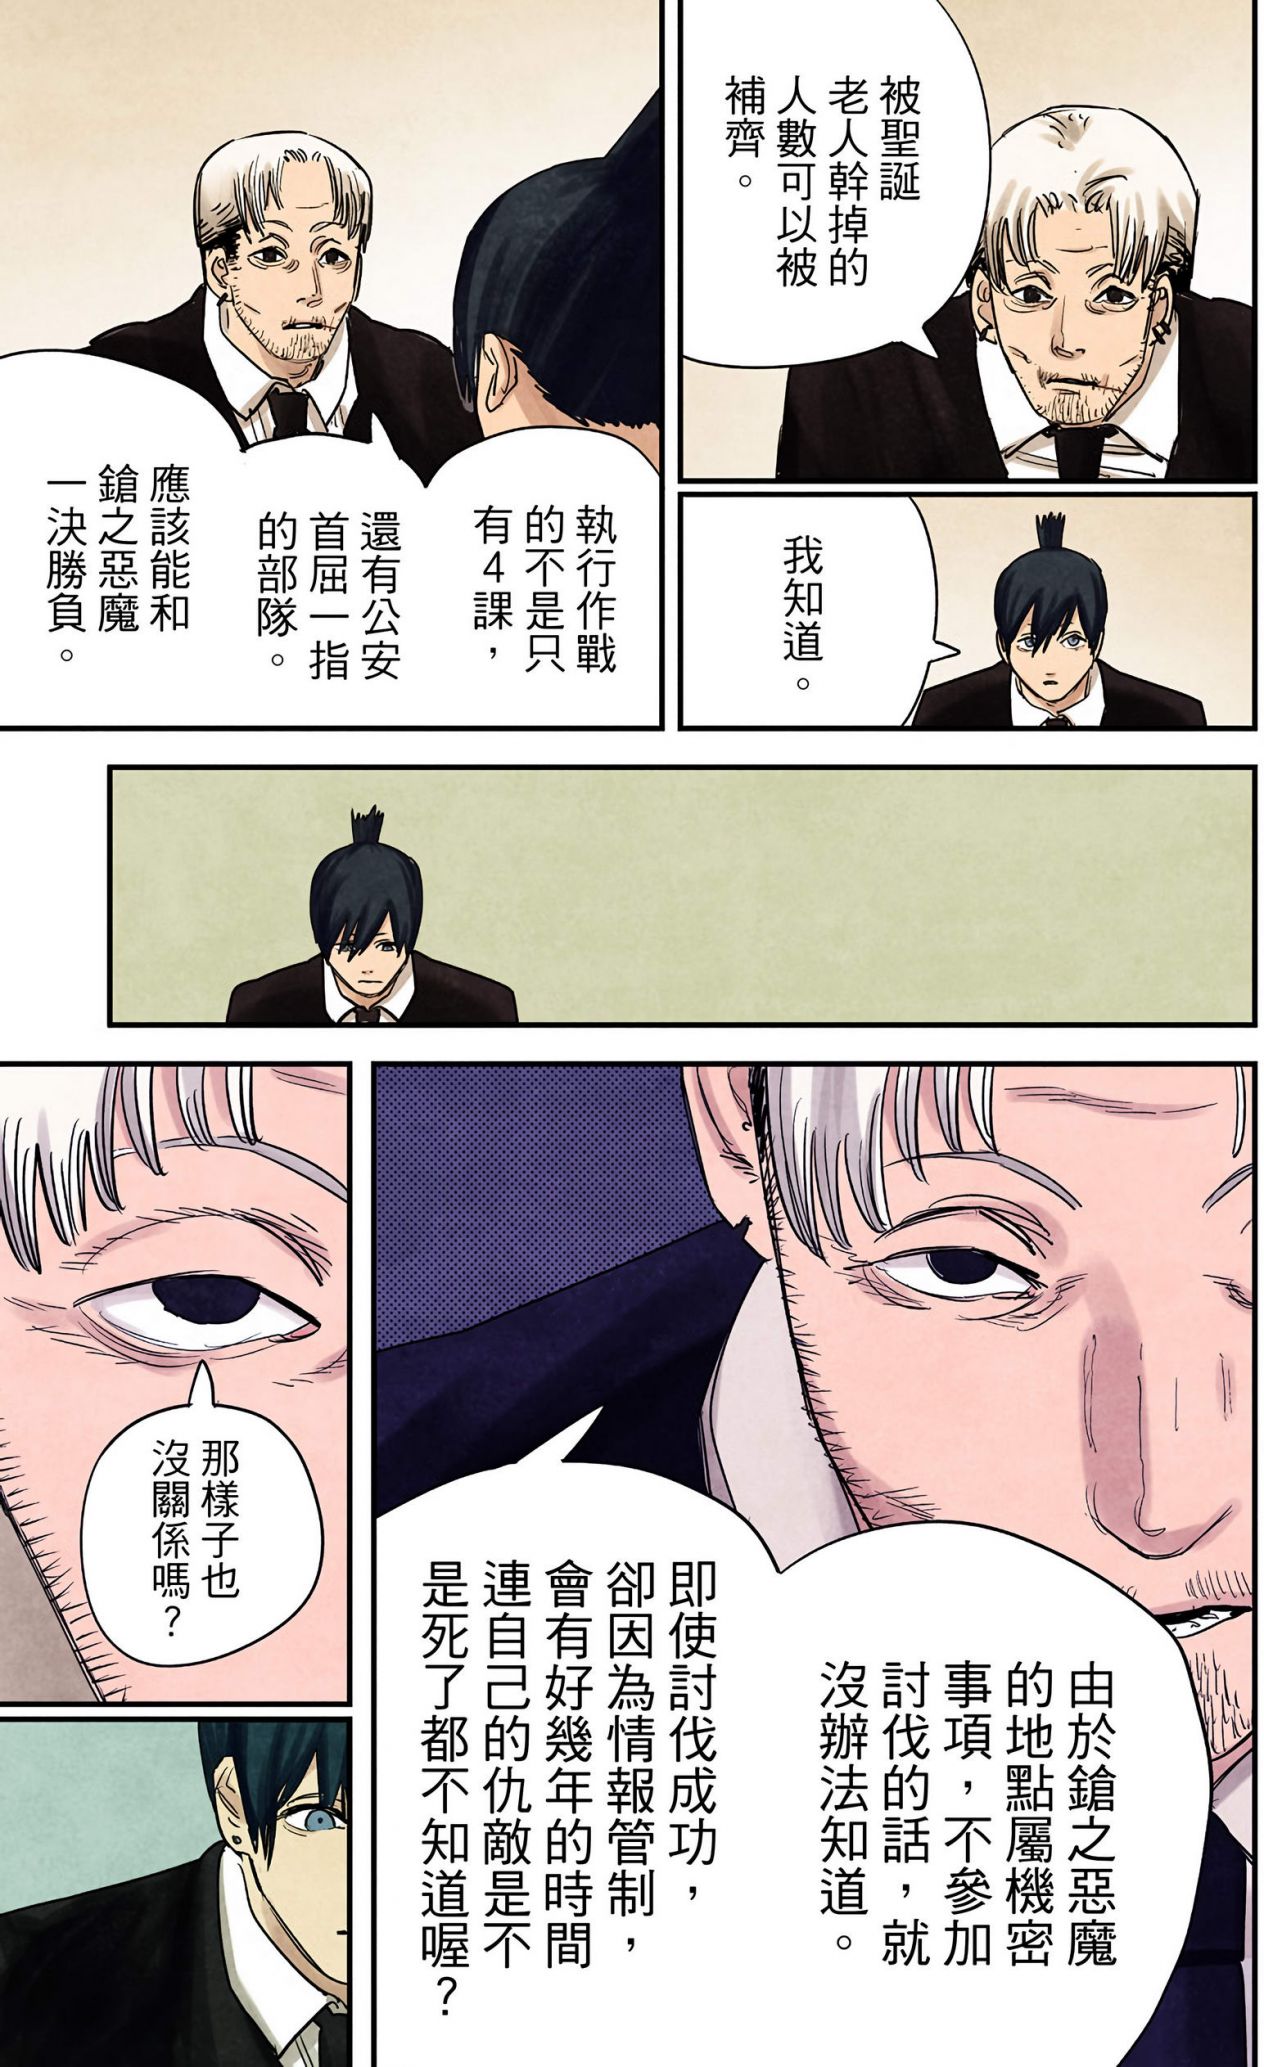 被聖誕
老人幹掉的
人數可以被
補齊。
我知道。
執行作戰
的不是只
有4課，
還有公安
首屈一指
的部隊。
應該能和
鎗之惡魔
一決勝負。
由於鎗之惡魔
的地點屬機密
事項，不參加
討伐的話，就
沒辦法知道。
即使討伐成功，
卻因為情報管制，
會有好幾年的時間
連自己的仇敵是不
是死了都不知道喔？
那樣子也
沒關係嗎？